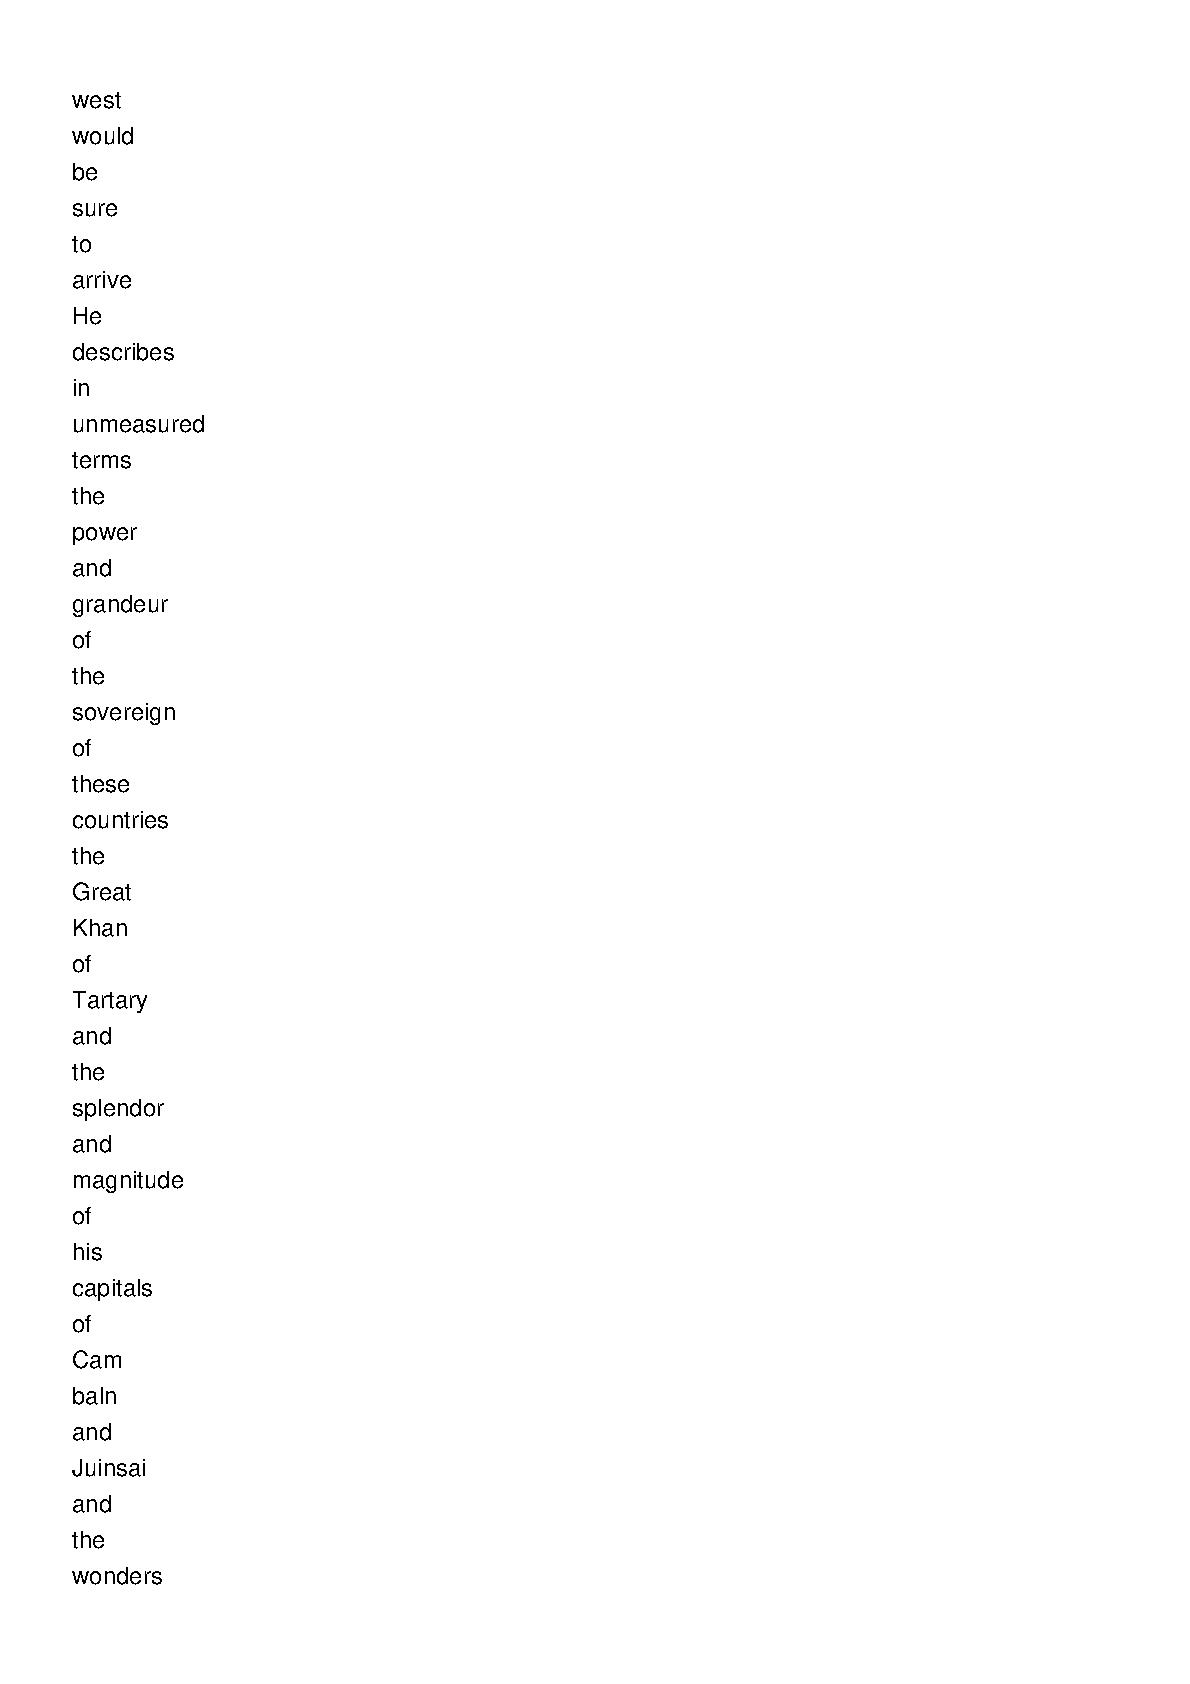 west
would
be
sure
to
arrive
He
describes
in
unmeasured
terms
the
power
and
grandeur
of
the
sovereign
of
these
countries
the
Great
Khan
of
Tartary
and
the
splendor
and
magnitude
of
his
capitals
of
Cam
baln
and
Juinsai
and
the
wonders